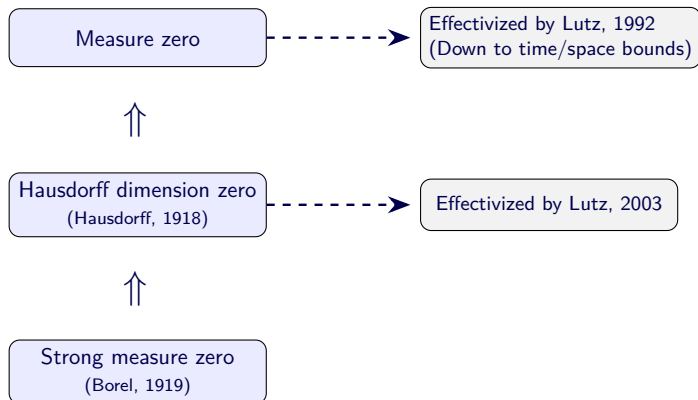 Measure zero
Effectivized by Lutz, 1992
(Down to time/space bounds)
Hausdorff dimension zero
(Hausdorff, 1918)
Effectivized by Lutz, 2003
Strong measure zero
(Borel, 1919)